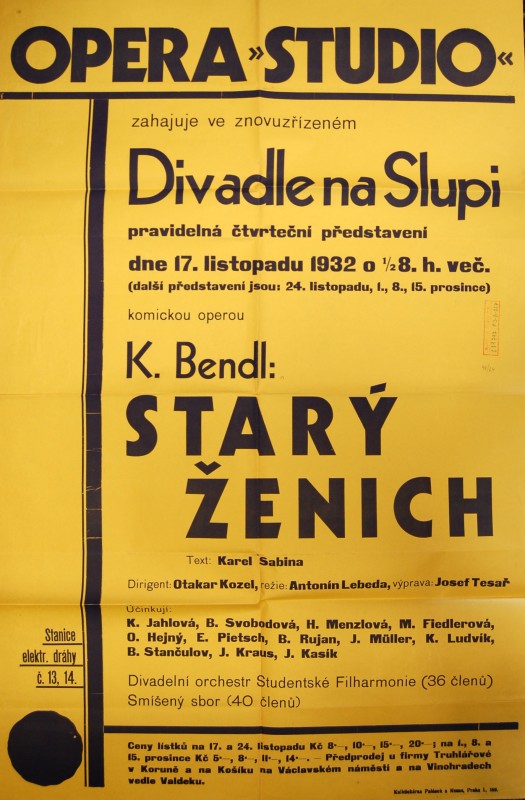 OPERA »STUDIO«
zahajuje ve znovuzřízeném
Divadle na Slupi
pravidelná čtvrteční představení
dne 17. listopadu 1932 o ½8. h. več.
(další představení jsou: 24. listopadu, 1., 8., 15. prosince)
komickou operou
K. Bendl:
STARÝ
ŽENICH
Text: Karel Sabina
Dirigent: Otakar Kozel, režie: Antonín Lebeda, výprava: Josef Tesař
Účinkují:
K. Jahlová, B. Svobodová, H. Menzlová, M. Fiedlerová,
O. Hejný, E. Pietsch, B. Rujan, J. Müller, K. Ludvík,
B. Stančulov, J. Kraus, J. Kasík
Divadelní orchestr Studentské Filharmonie (36 členů)
Smíšený sbor (40 členů)
Stanice
elektr. dráhy
č. 13, 14.
Ceny lístků na 17. a 24. listopadu Kč 8·—, 10·—, 15·—, 20·—; na 1., 8. a
15. prosince Kč 5·—, 8·—, 11·—, 14·—. – Předprodej u firmy Truhlářové
v Koruně a na Košíku na Václavském náměstí a na Vinohradech
vedle Valdeku.